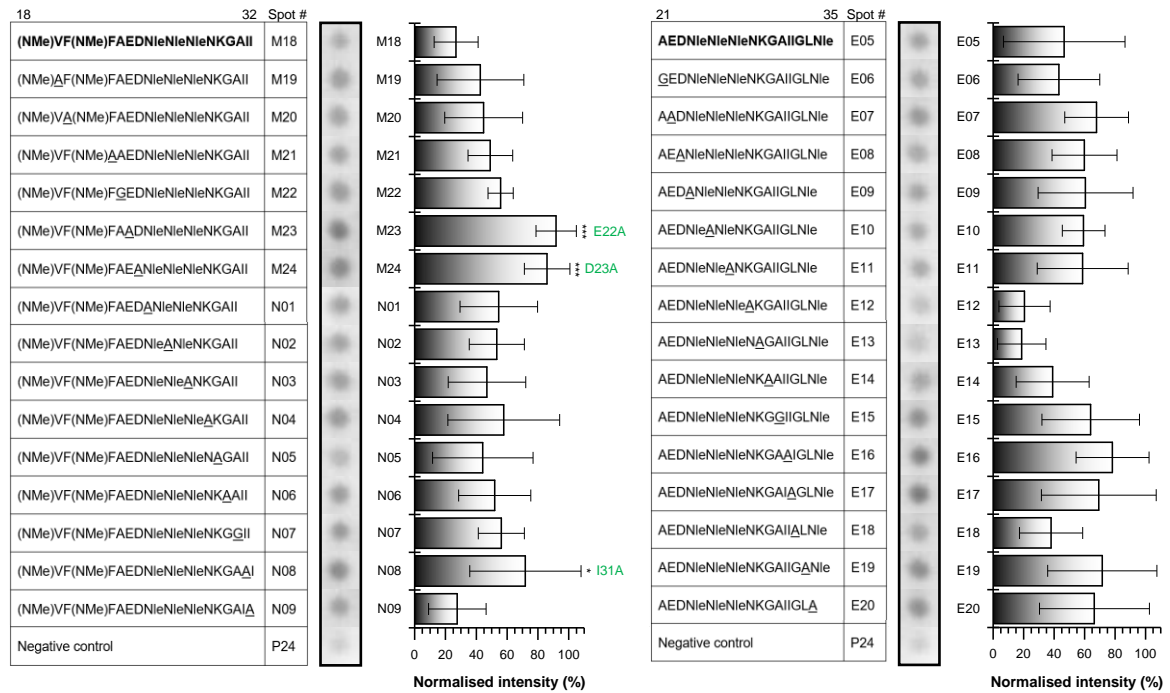 18 32 Spot # 21 35 Spot #
(NMe)VF(NMe)FAEDNleNleNleNKGAII M18 M18 AEDNleNleNleNKGAIIGLNle E05 E05
(NMe)AF(NMe)FAEDNleNleNleNKGAII M19 M19 GEDNleNleNleNKGAIIGLNle E06 E06
(NMe)VA(NMe)FAEDNleNleNleNKGAII M20 M20 AADNleNleNleNKGAIIGLNle E07 E07
(NMe)VF(NMe)AAEDNleNleNleNKGAII M21 M21 AEANleNleNleNKGAIIGLNle E08 E08
(NMe)VF(NMe)FGEDNleNleNleNKGAII M22 M22 AEDANleNleNKGAIIGLNle E09 E09
(NMe)VF(NMe)FAADNleNleNleNKGAII M23 M23 *** E22A AEDNleANleNKGAIIGLNle E10 E10
(NMe)VF(NMe)FAEANleNleNleNKGAII M24 M24 *** D23A AEDNleNleANKGAIIGLNle E11 E11
(NMe)VF(NMe)FAEDANleNleNKGAII N01 N01 AEDNleNleNleAKGAIIGLNle E12 E12
(NMe)VF(NMe)FAEDNleANleNKGAII N02 N02 AEDNleNleNleNAGAIIGLNle E13 E13
(NMe)VF(NMe)FAEDNleNleANKGAII N03 N03 AEDNleNleNleNKAAIIGLNle E14 E14
(NMe)VF(NMe)FAEDNleNleNleAKGAII N04 N04 AEDNleNleNleNKGGIIGLNle E15 E15
(NMe)VF(NMe)FAEDNleNleNleNAGAII N05 N05 AEDNleNleNleNKGAAIGLNle E16 E16
(NMe)VF(NMe)FAEDNleNleNleNKAAII N06 N06 AEDNleNleNleNKGAIAGLNle E17 E17
(NMe)VF(NMe)FAEDNleNleNleNKGGII N07 N07 AEDNleNleNleNKGAIIALNle E18 E18
(NMe)VF(NMe)FAEDNleNleNleNKGAAI N08 N08 * I31A AEDNleNleNleNKGAIIGANle E19 E19
(NMe)VF(NMe)FAEDNleNleNleNKGAIA N09 N09 AEDNleNleNleNKGAIIGLA E20 E20
Negative control P24 Negative control P24
0 20 40 60 80 100 0 20 40 60 80 100
Normalised intensity (%) Normalised intensity (%)